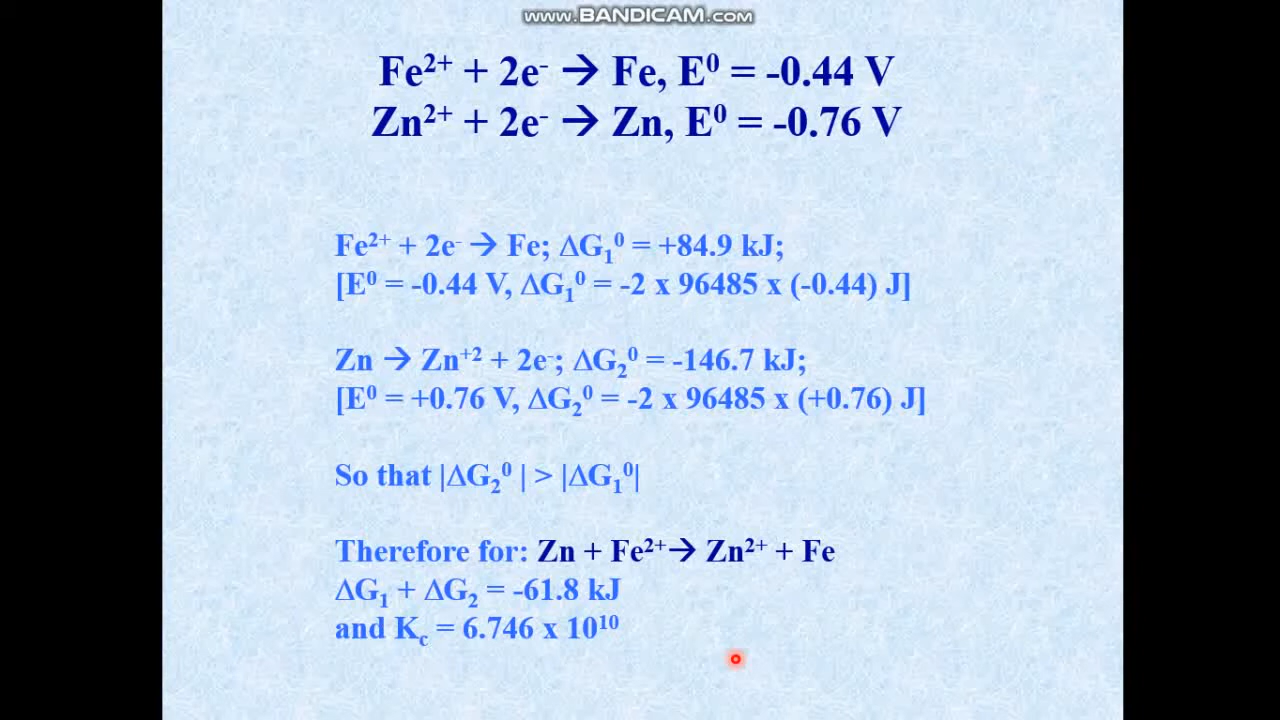 www.BANDICAM.com
Fe²⁺ + 2e⁻ → Fe, E⁰ = -0.44 V
Zn²⁺ + 2e⁻ → Zn, E⁰ = -0.76 V
Fe²⁺ + 2e⁻ → Fe; ΔG₁⁰ = +84.9 kJ;
[E⁰ = -0.44 V, ΔG₁⁰ = -2 x 96485 x (-0.44) J]
Zn → Zn⁺² + 2e⁻; ΔG₂⁰ = -146.7 kJ;
[E⁰ = +0.76 V, ΔG₂⁰ = -2 x 96485 x (+0.76) J]
So that |ΔG₂⁰ | > |ΔG₁⁰|
Therefore for: Zn + Fe²⁺→ Zn²⁺ + Fe
ΔG₁ + ΔG₂ = -61.8 kJ
and K_c = 6.746 x 10¹⁰